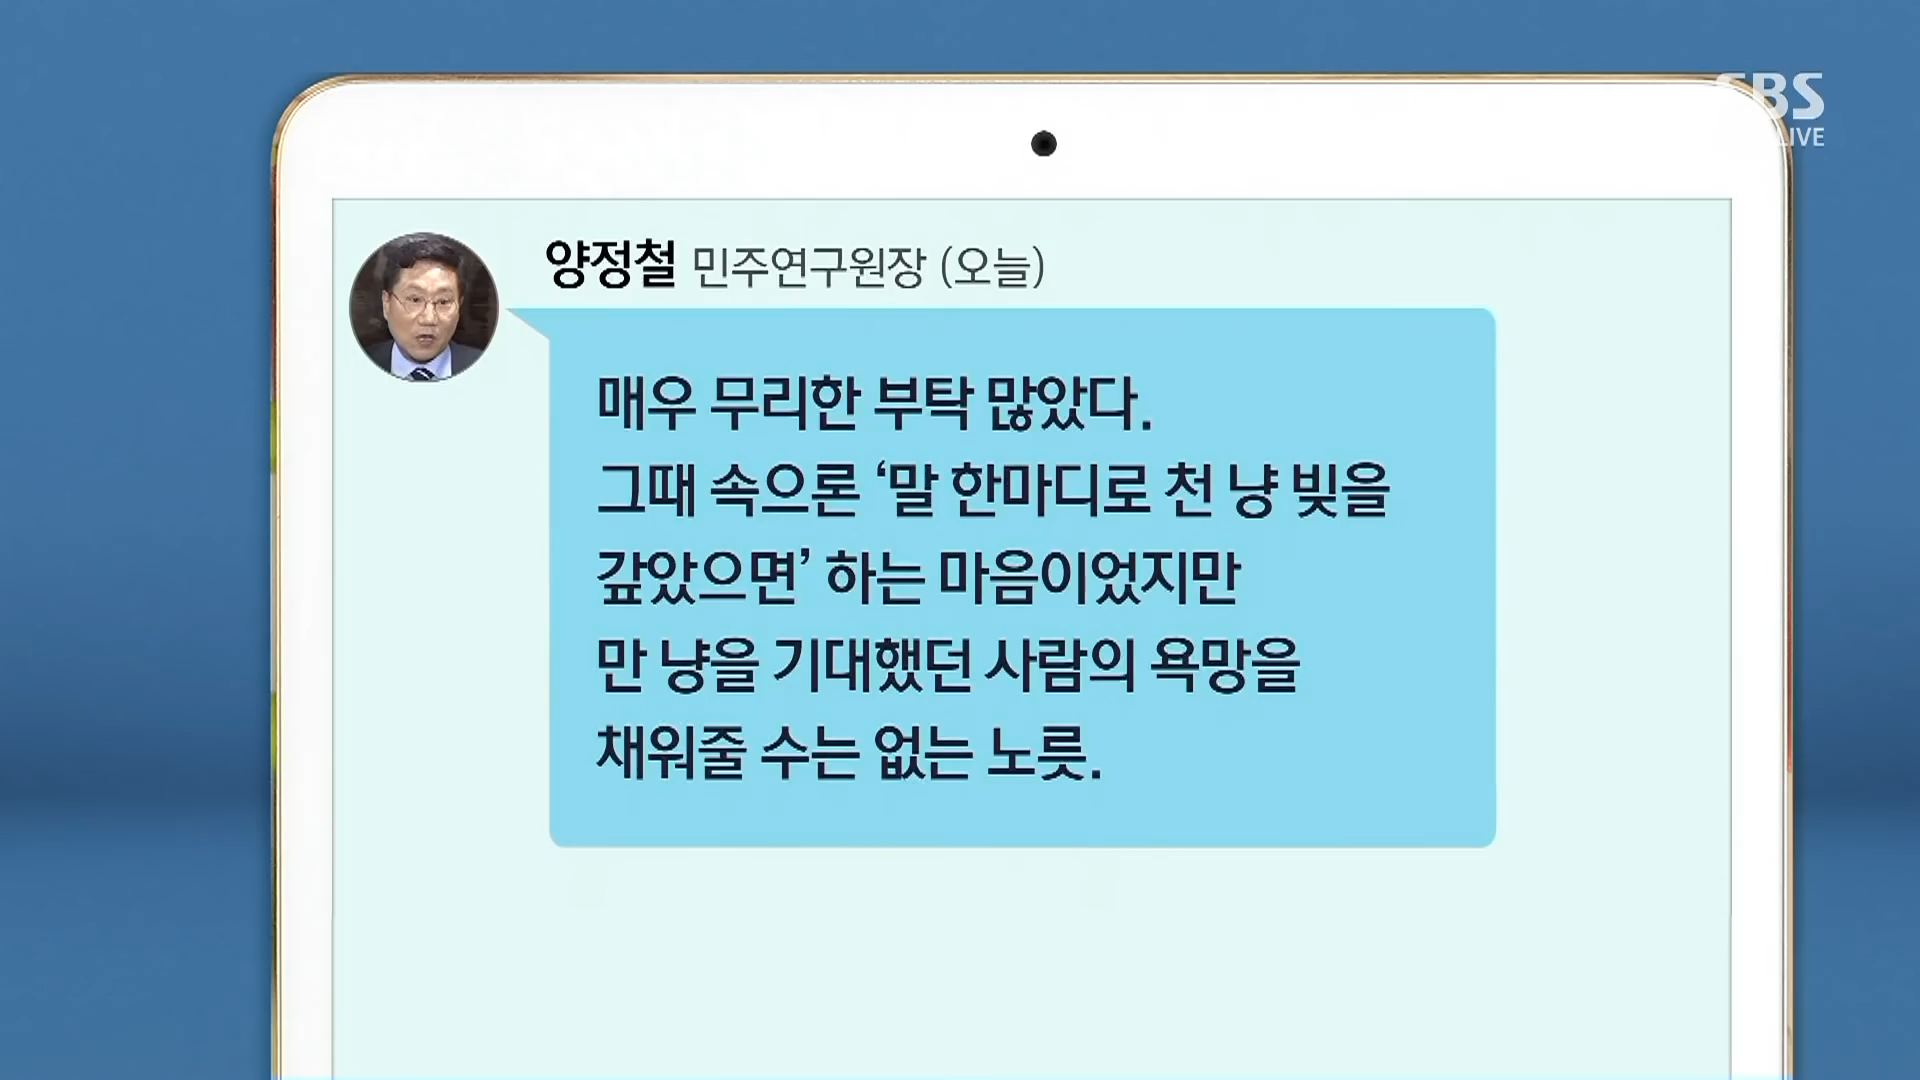 SBS
LIVE
양정철 민주연구원장 (오늘)
매우 무리한 부탁 많았다.
그때 속으론 ‘말 한마디로 천 냥 빚을
갚았으면’ 하는 마음이었지만
만 냥을 기대했던 사람의 욕망을
채워줄 수는 없는 노릇.